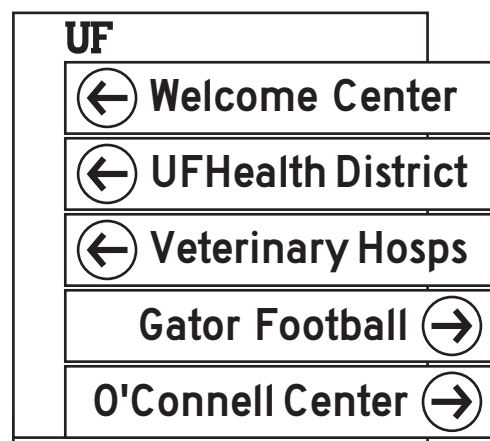 UF
Welcome Center
UFHealth District
Veterinary Hosps
Gator Football
O'Connell Center